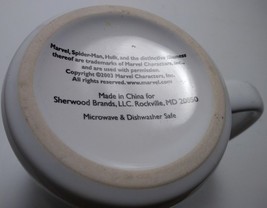 Marvel, Spider-Man, Hulk, and the distinctive likenesses
thereof are trademarks of Marvel Characters, Inc.,
and are used with permission.
Copyright ©2003 Marvel Characters, Inc.
All rights reserved. www.marvel.com
Made in China for
Sherwood Brands, LLC. Rockville, MD 20850
Microwave & Dishwasher Safe